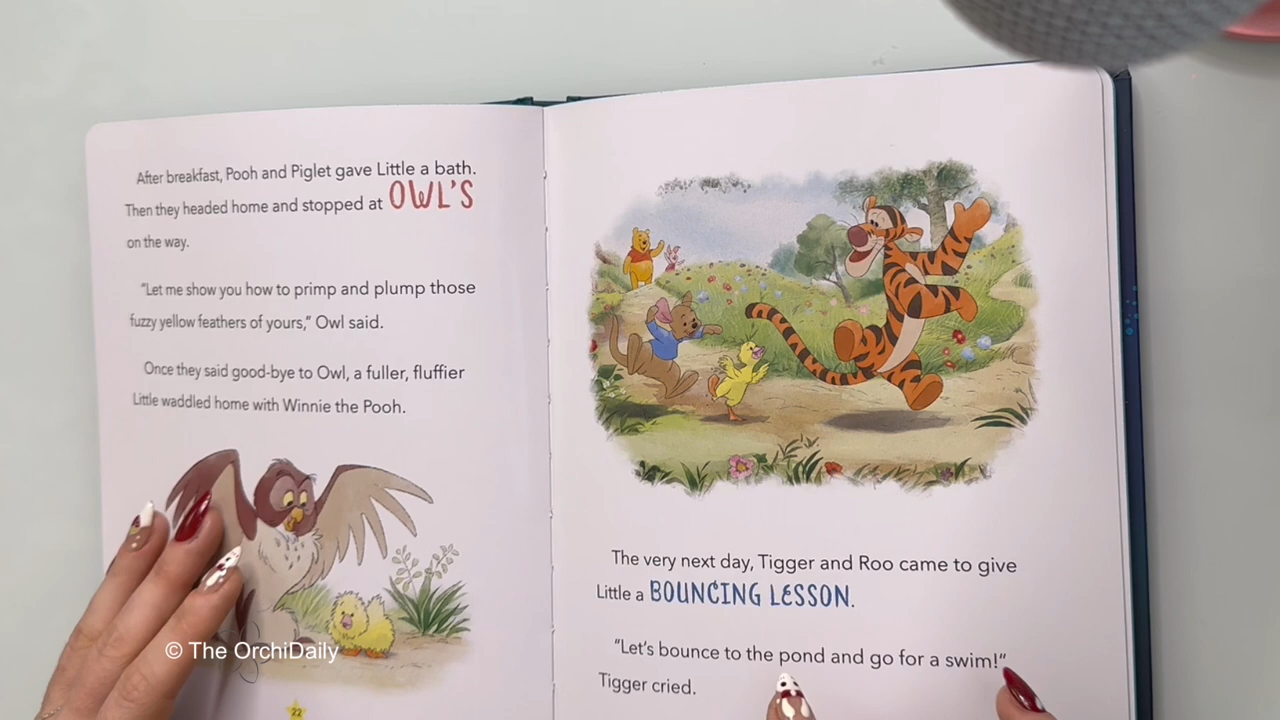 After breakfast, Pooh and Piglet gave Little a bath.
Then they headed home and stopped at OWL'S
on the way.
"Let me show you how to primp and plump those
fuzzy yellow feathers of yours," Owl said.
Once they said good-bye to Owl, a fuller, fluffier
Little waddled home with Winnie the Pooh.
© The OrchiDaily
22
The very next day, Tigger and Roo came to give
Little a BOUNCING LESSON.
"Let's bounce to the pond and go for a swim!"
Tigger cried.